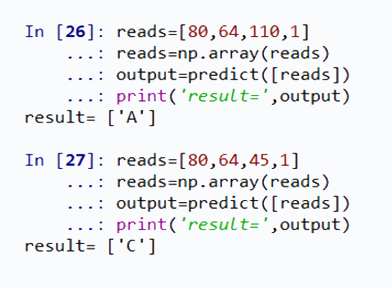 In [26]: reads=[80,64,110,1]
...: reads=np.array(reads)
...: output=predict([reads])
...: print('result=',output)
result= ['A']
In [27]: reads=[80,64,45,1]
...: reads=np.array(reads)
...: output=predict([reads])
...: print('result=',output)
result= ['C']